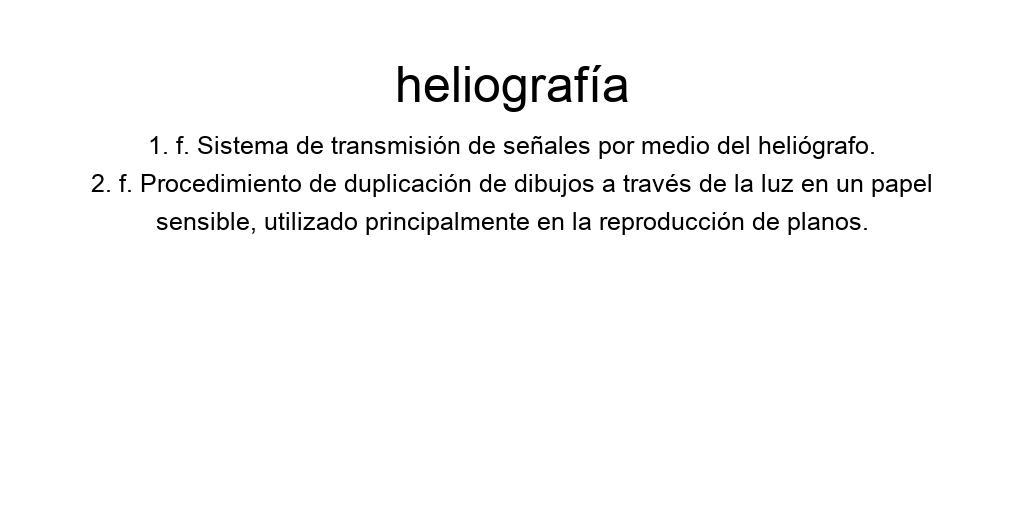 heliografía
1. f. Sistema de transmisión de señales por medio del heliógrafo.
2. f. Procedimiento de duplicación de dibujos a través de la luz en un papel
sensible, utilizado principalmente en la reproducción de planos.